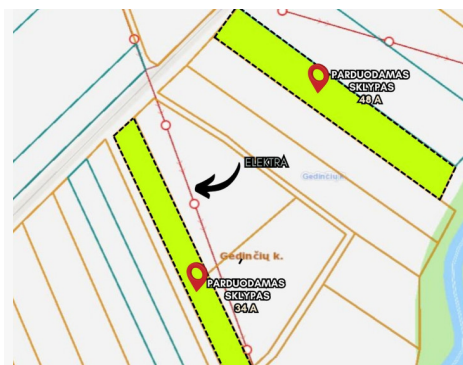 PARDUODAMAS
SKLYPAS
48 A
ELEKTRA
Gedinčių k.
PARDUODAMAS
SKLYPAS
34 A